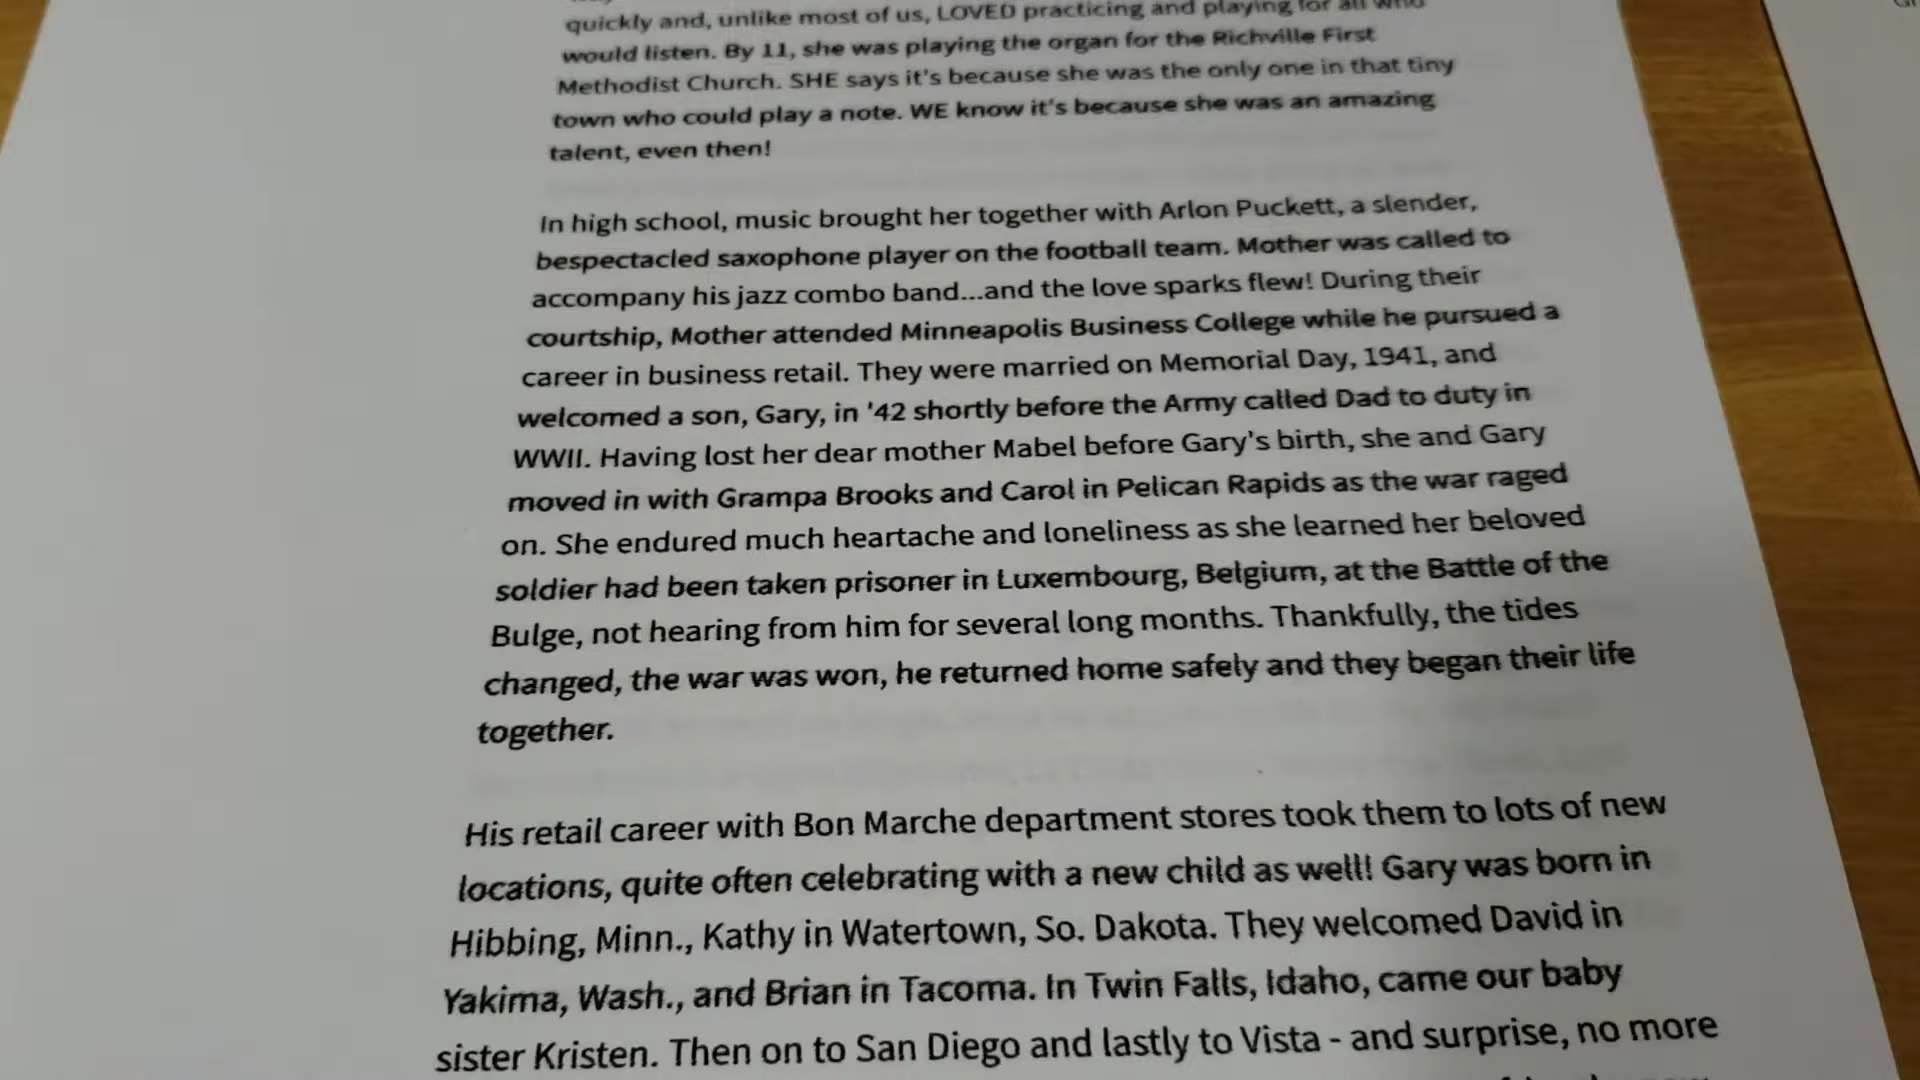 quickly and, unlike most of us, LOVED practicing and playing for all who
would listen. By 11, she was playing the organ for the Richville First
Methodist Church. SHE says it's because she was the only one in that tiny
town who could play a note. WE know it's because she was an amazing
talent, even then!
In high school, music brought her together with Arlon Puckett, a slender,
bespectacled saxophone player on the football team. Mother was called to
accompany his jazz combo band...and the love sparks flew! During their
courtship, Mother attended Minneapolis Business College while he pursued a
career in business retail. They were married on Memorial Day, 1941, and
welcomed a son, Gary, in '42 shortly before the Army called Dad to duty in
WWII. Having lost her dear mother Mabel before Gary's birth, she and Gary
moved in with Grampa Brooks and Carol in Pelican Rapids as the war raged
on. She endured much heartache and loneliness as she learned her beloved
soldier had been taken prisoner in Luxembourg, Belgium, at the Battle of the
Bulge, not hearing from him for several long months. Thankfully, the tides
changed, the war was won, he returned home safely and they began their life
together.
His retail career with Bon Marche department stores took them to lots of new
locations, quite often celebrating with a new child as well! Gary was born in
Hibbing, Minn., Kathy in Watertown, So. Dakota. They welcomed David in
Yakima, Wash., and Brian in Tacoma. In Twin Falls, Idaho, came our baby
sister Kristen. Then on to San Diego and lastly to Vista - and surprise, no more